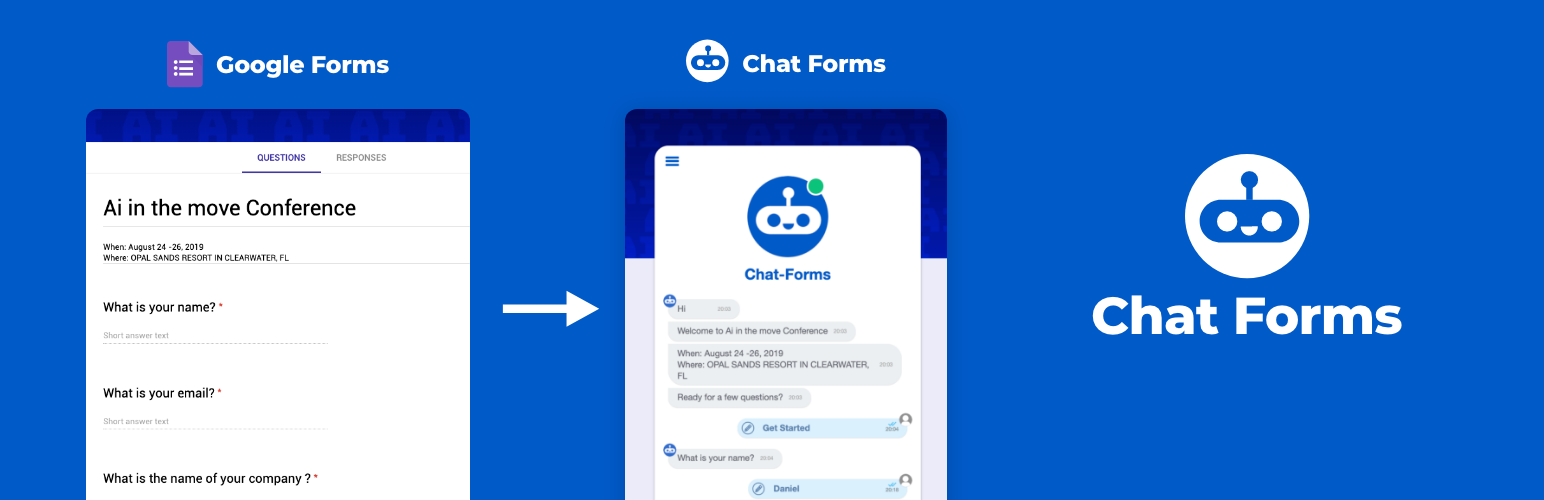 Google Forms
QUESTIONS RESPONSES
Ai in the move Conference
When: August 24 -26, 2019
Where: OPAL SANDS RESORT IN CLEARWATER, FL
What is your name? *
Short answer text
What is your email? *
Short answer text
What is the name of your company ? *
Chat Forms
Chat-Forms
Hi 20:03
Welcome to Ai in the move Conference 20:03
When: August 24 -26, 2019
Where: OPAL SANDS RESORT IN CLEARWATER, 20:03
FL
Ready for a few questions? 20:03
Get Started 20:04
What is your name? 20:04
Daniel 20:18
Chat Forms